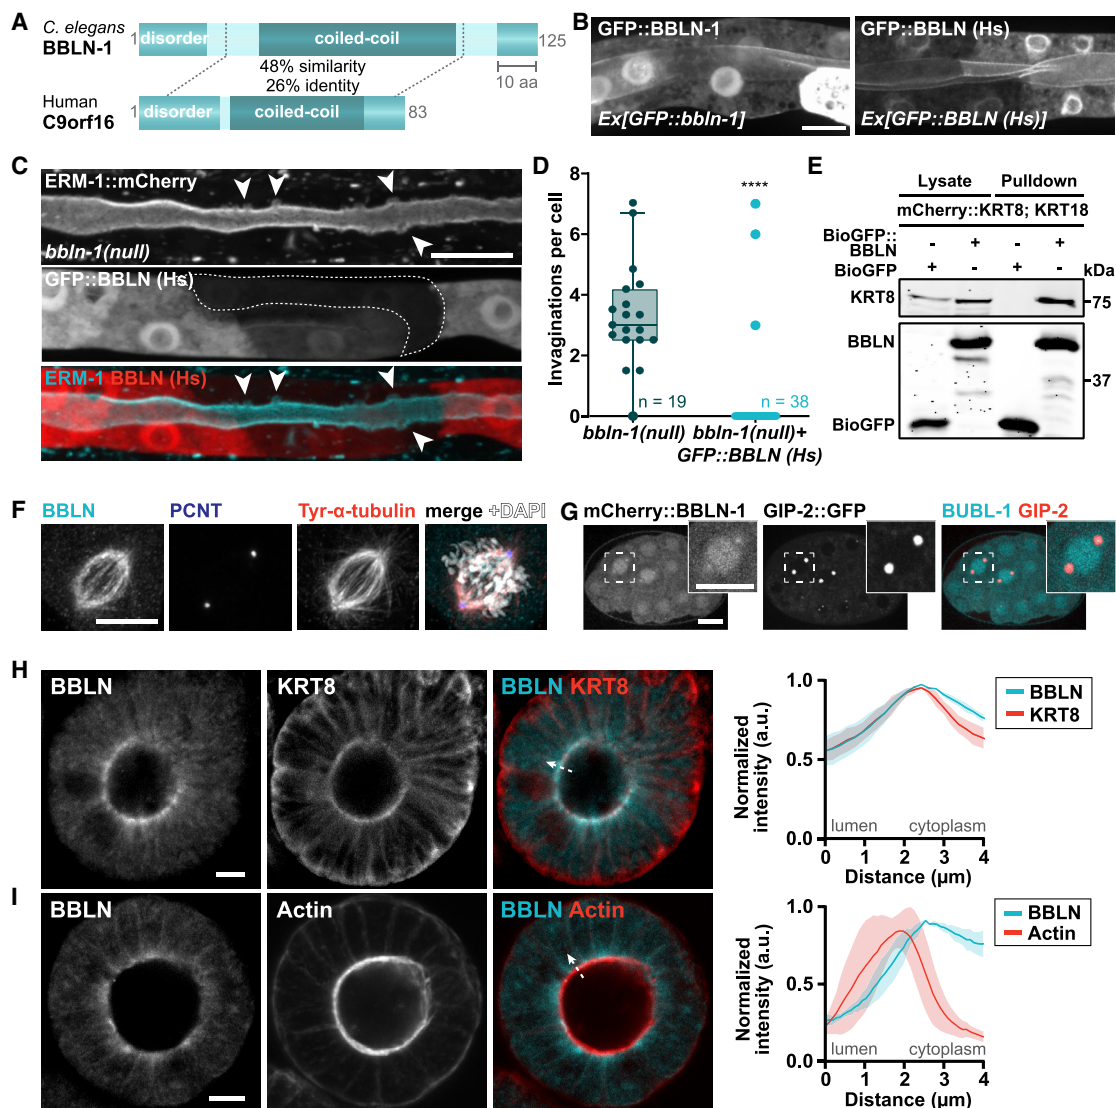 A
C. elegans
BBLN-1
1
disorder
coiled-coil
125
48% similarity
26% identity
10 aa
Human
C9orf16
1
disorder
coiled-coil
83
B
GFP::BBLN-1
Ex[GFP::bbln-1]
GFP::BBLN (Hs)
Ex[GFP::BBLN (Hs)]
C
ERM-1::mCherry
bbln-1(null)
GFP::BBLN (Hs)
ERM-1 BBLN (Hs)
D
Invaginations per cell
8
6
4
2
0
****
n = 19
n = 38
bbln-1(null)
bbln-1(null)+
GFP::BBLN (Hs)
E
Lysate Pulldown
mCherry::KRT8; KRT18
BioGFP::
BBLN
- + - +
BioGFP
+ - + -
kDa
KRT8
75
BBLN
37
BioGFP
F
BBLN
PCNT
Tyr-α-tubulin
merge +DAPI
G
mCherry::BBLN-1
GIP-2::GFP
BUBL-1 GIP-2
H
BBLN
KRT8
BBLN KRT8
Normalized
intensity (a.u.)
1.0
0.5
0.0
lumen
cytoplasm
0 1 2 3 4
Distance (µm)
BBLN
KRT8
I
BBLN
Actin
BBLN Actin
Normalized
intensity (a.u.)
1.0
0.5
0.0
lumen
cytoplasm
0 1 2 3 4
Distance (µm)
BBLN
Actin